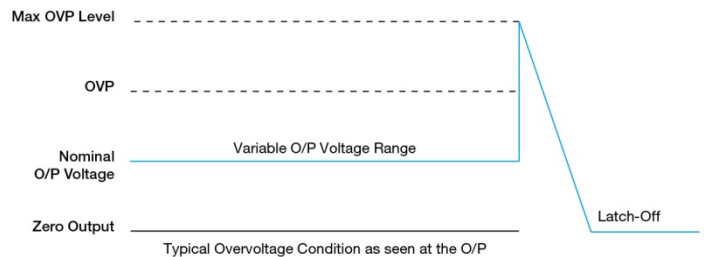 Max OVP Level
OVP
Variable O/P Voltage Range
Nominal
O/P Voltage
Zero Output
Latch-Off
Typical Overvoltage Condition as seen at the O/P